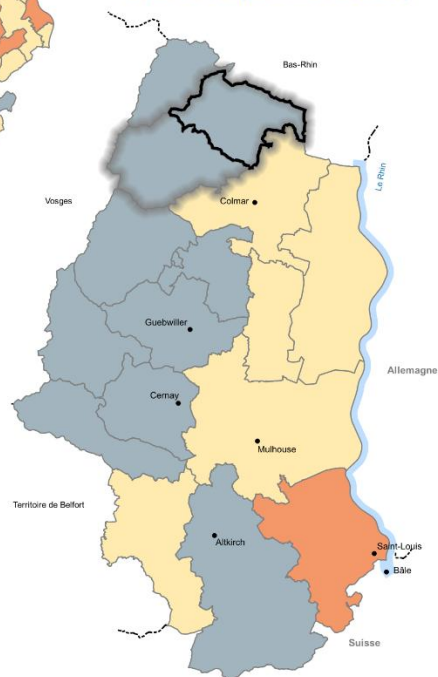 Bas-Rhin
Le Rhin
Vosges
Colmar
Guebwiller
Allemagne
Cernay
Mulhouse
Territoire de Belfort
Altkirch
Saint-Louis
Bâle
Suisse